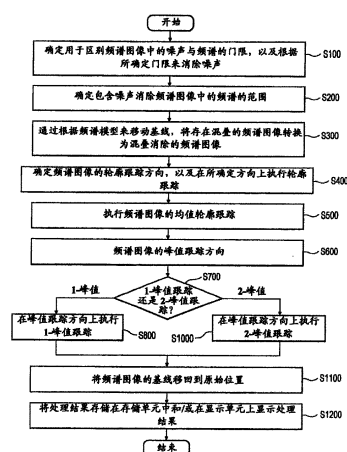 开始
确定用于区别频谱图像中的噪声与频谱的门限，以及根据
所确定门限来消除噪声
S100
确定包含噪声消除频谱图像中的频谱的范围
S200
通过根据频谱模型来移动基线，将存在混叠的频谱图像转换
为混叠消除的频谱图像
S300
确定频谱图像的轮廓跟踪方向，以及在所确定方向上执行轮廓
跟踪
S400
执行频谱图像的均值轮廓跟踪
S500
频谱图像的峰值跟踪方向
S600
S700
1-峰值
1-峰值跟踪
还是2-峰值跟
踪？
2-峰值
在峰值跟踪方向上执行
1-峰值跟踪
S800
在峰值跟踪方向上执行
2-峰值跟踪
S1000
将频谱图像的基线移回到原始位置
S1100
将处理结果存储在存储单元中和/或在显示单元上显示处理
结果
S1200
结束